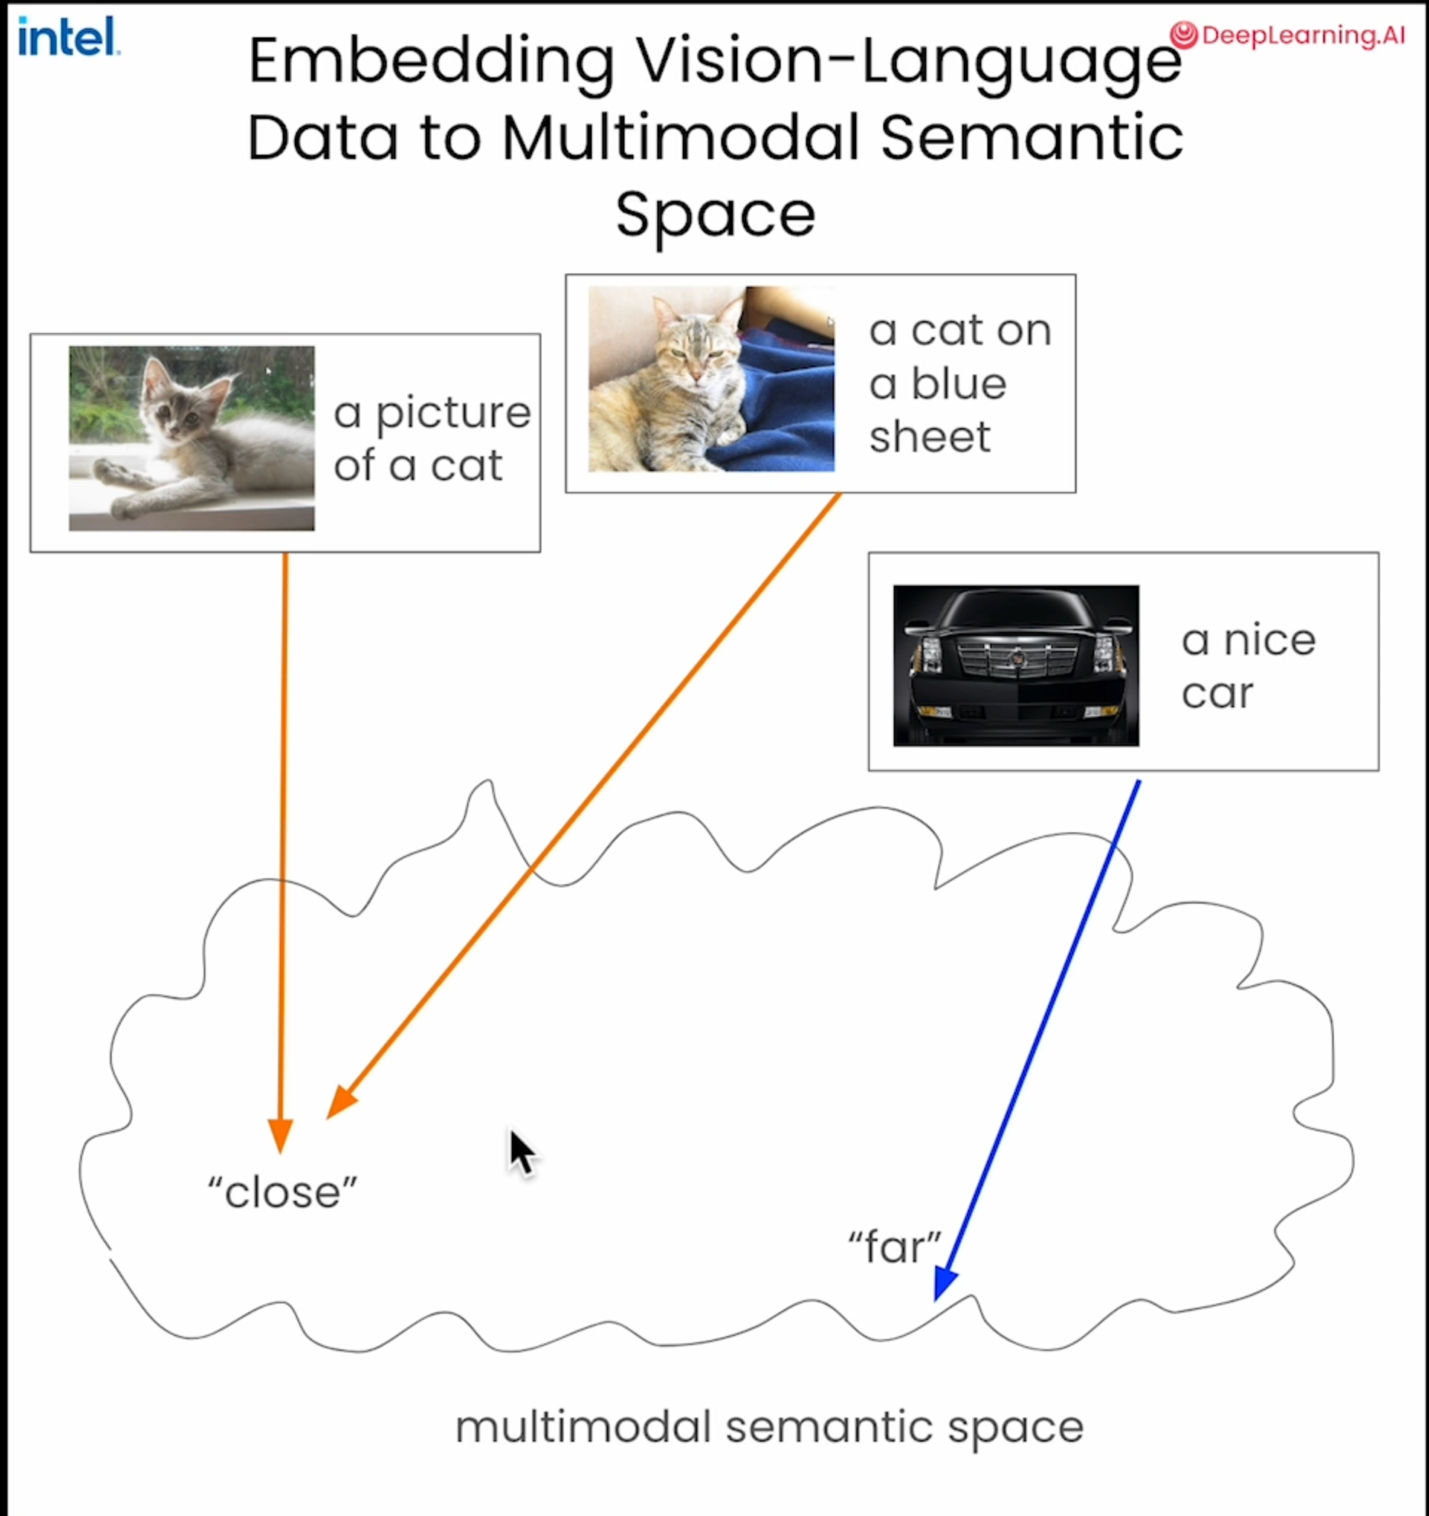 intel.
DeepLearning.AI
Embedding Vision-Language
Data to Multimodal Semantic
Space
a picture
of a cat
a cat on
a blue
sheet
a nice
car
“close”
“far”
multimodal semantic space